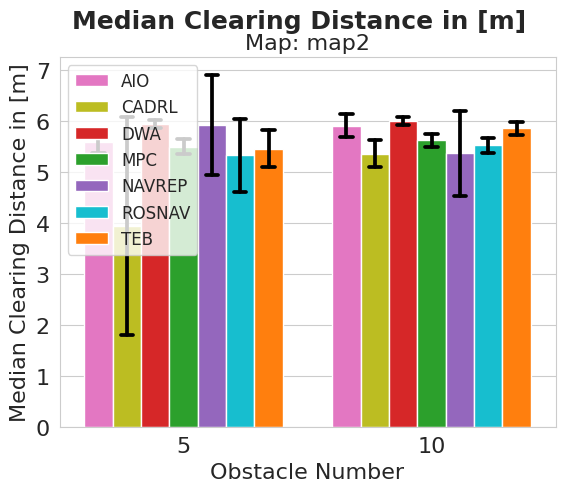 Median Clearing Distance in [m]
Map: map2
Median Clearing Distance in [m]
7
6
5
4
3
2
1
0
AIO
CADRL
DWA
MPC
NAVREP
ROSNAV
TEB
5
10
Obstacle Number